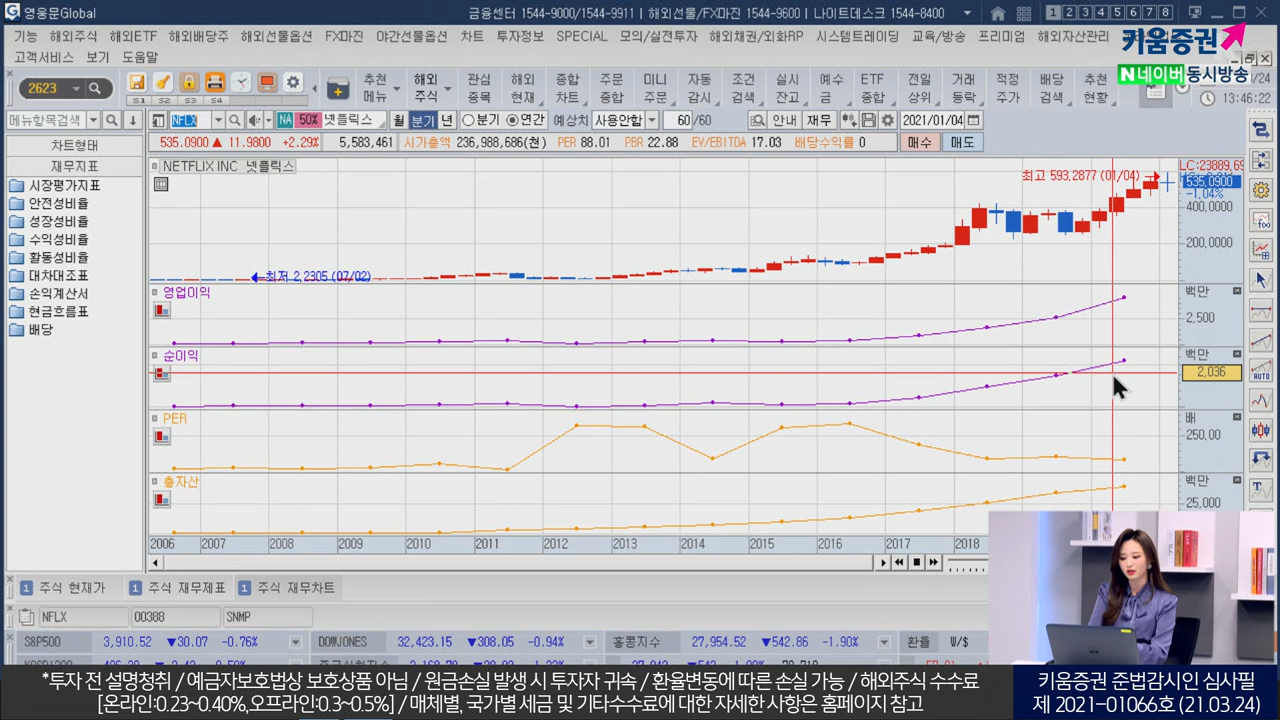 영웅문Global
금융센터 1544-9000/1544-9911 | 해외선물/FX마진 1544-9600 | 나이트데스크 1544-8400
1 2 3 4 5 6 7 8
기능 해외주식 해외ETF 해외배당주 해외선물옵션 FX마진 야간선물옵션 차트 투자정보 SPECIAL 모의/실전투자 해외채권/외화RP 시스템트레이딩 교육/방송 프리미엄 해외자산관리
고객서비스 보기 도움말
키움증권
N네이버 동시방송
2623
S1 S2 S3 S4
추천메뉴 해외주식 관심종목 해외현재 종합차트 주문종합 미니주문 자동감시 조건검색 실시잔고 예수금 ETF종합 전일상위 거래등락 적정주가 배당검색 추천현황
13:46:22
메뉴항목검색
NFLX NA 50% 넷플릭스 월 분기 년 분기 연간 사용안함 60 /60 안내 재무 2021/01/04
535.0900 ▲ 11.9800 +2.29% 5,583,461 시가총액 236,988,686(천) PER 88.01 PBR 22.88 EV/EBITDA 17.03 배당수익률 0 매수 매도
차트형태
재무지표
시장평가지표
안전성비율
성장성비율
수익성비율
활동성비율
대차대조표
손익계산서
현금흐름표
배당
NETFLIX INC 넷플릭스
최고 593,2877 (01/04)
LC:23889,69
535,0900
-1,04%
400,0000
200,0000
최저 2,2305 (07/02)
영업이익
백만
2,500
순이익
백만
2,036
PER
배
250,00
총자산
백만
25,000
2006 2007 2008 2009 2010 2011 2012 2013 2014 2015 2016 2017 2018
1 주식 현재가 1 주식 재무제표 1 주식 재무차트
NFLX 00388 SNMP
S&P500 3,910.52 ▼30.07 -0.76% DOWJONES 32,423.15 ▼308.05 -0.94% 홍콩지수 27,954.52 ▼542.86 -1.90% 환율 W/$
*투자 전 설명청취 / 예금자보호법상 보호상품 아님 / 원금손실 발생 시 투자자 귀속 / 환율변동에 따른 손실 가능 / 해외주식 수수료
[온라인:0.23~0.40%,오프라인:0.3~0.5%] / 매체별, 국가별 세금 및 기타수수료에 대한 자세한 사항은 홈페이지 참고
키움증권 준법감시인 심사필
제 2021-01066호 (21.03.24)